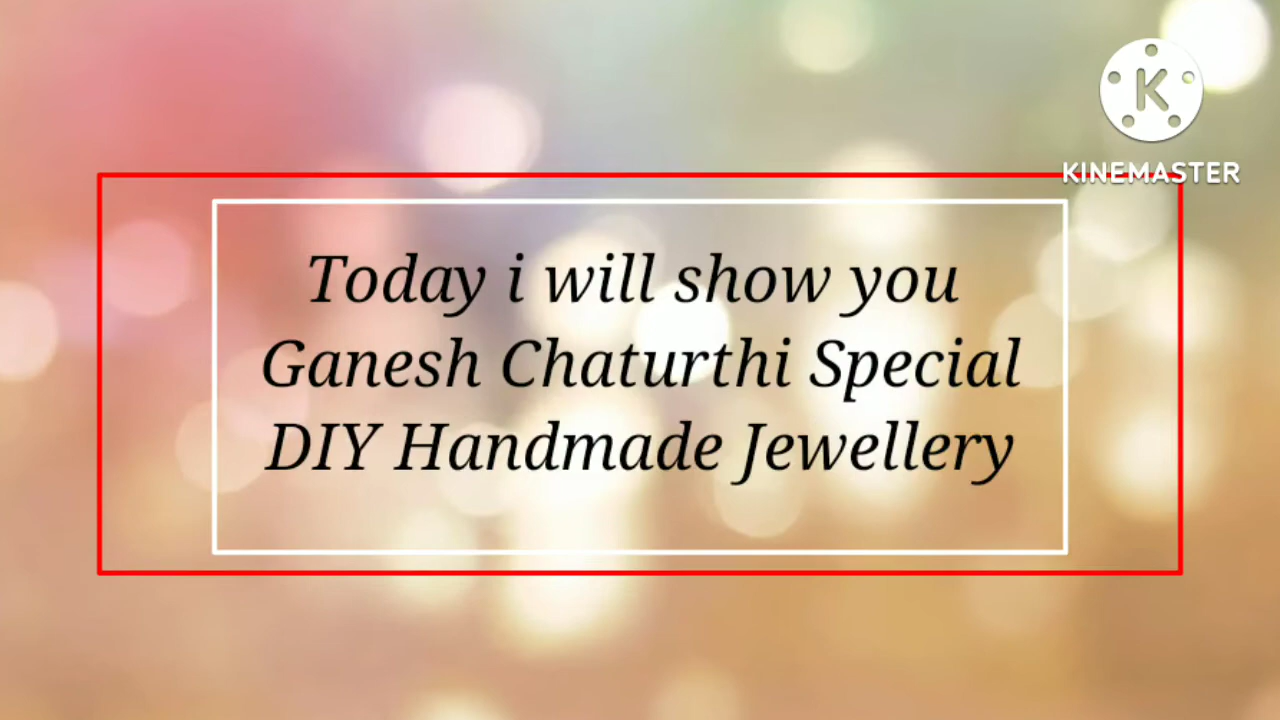 K
KINEMASTER
Today i will show you
Ganesh Chaturthi Special
DIY Handmade Jewellery